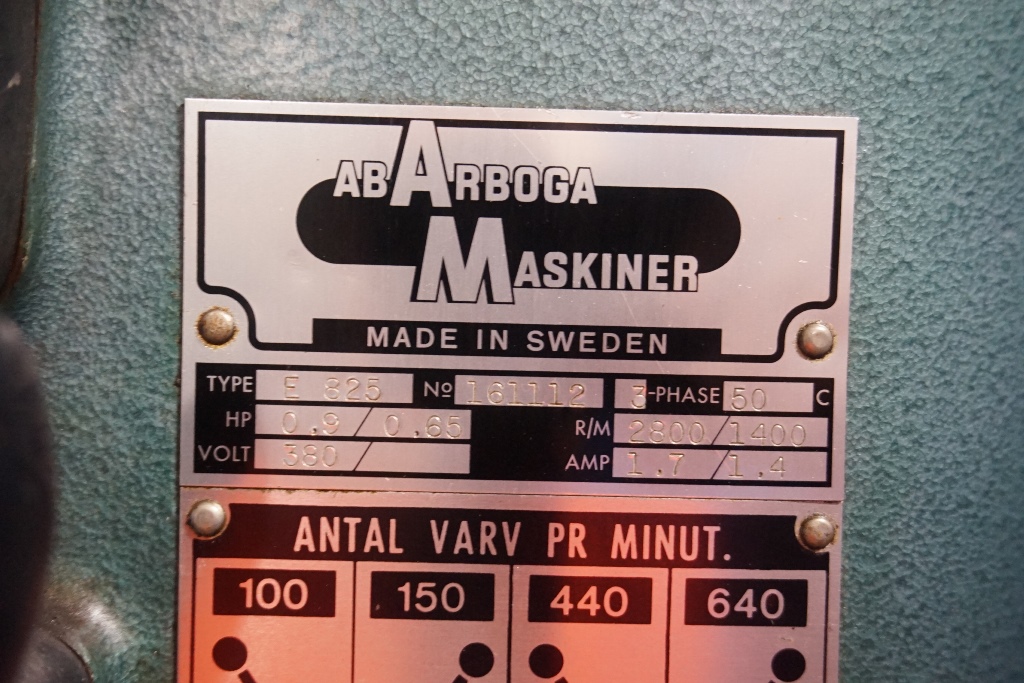 AB ARBOGA
MASKINER
MADE IN SWEDEN
TYPE E 825 Nº 161112 3-PHASE 50 C
HP 0,9/0,65 R/M 2800/1400
VOLT 380/ AMP 1.7/1.4
ANTAL VARV PR MINUT.
100 150 440 640